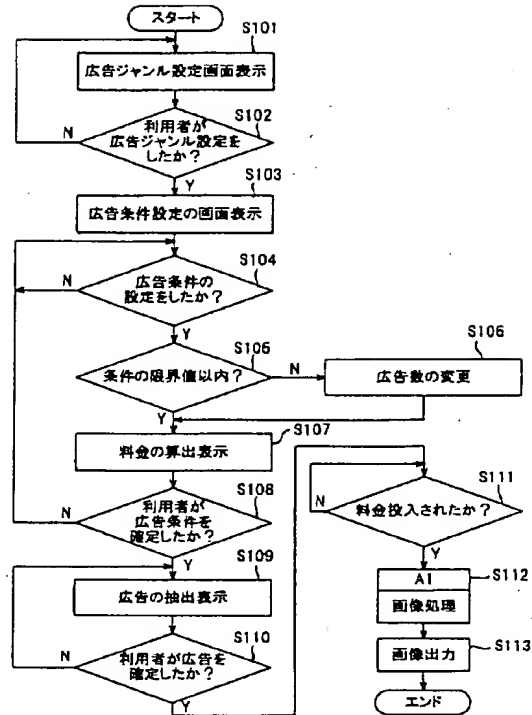 スタート
S101
広告ジャンル設定画面表示
S102
利用者が
広告ジャンル設定を
したか?
N
Y
S103
広告条件設定の画面表示
S104
広告条件の
設定をしたか?
N
Y
S105
条件の限界値以内?
N
Y
S106
広告数の変更
S107
料金の算出表示
S108
利用者が
広告条件を
確定したか?
N
Y
S109
広告の抽出表示
S110
利用者が広告を
確定したか?
N
Y
S111
料金投入されたか?
N
Y
S112
A1
画像処理
S113
画像出力
エンド